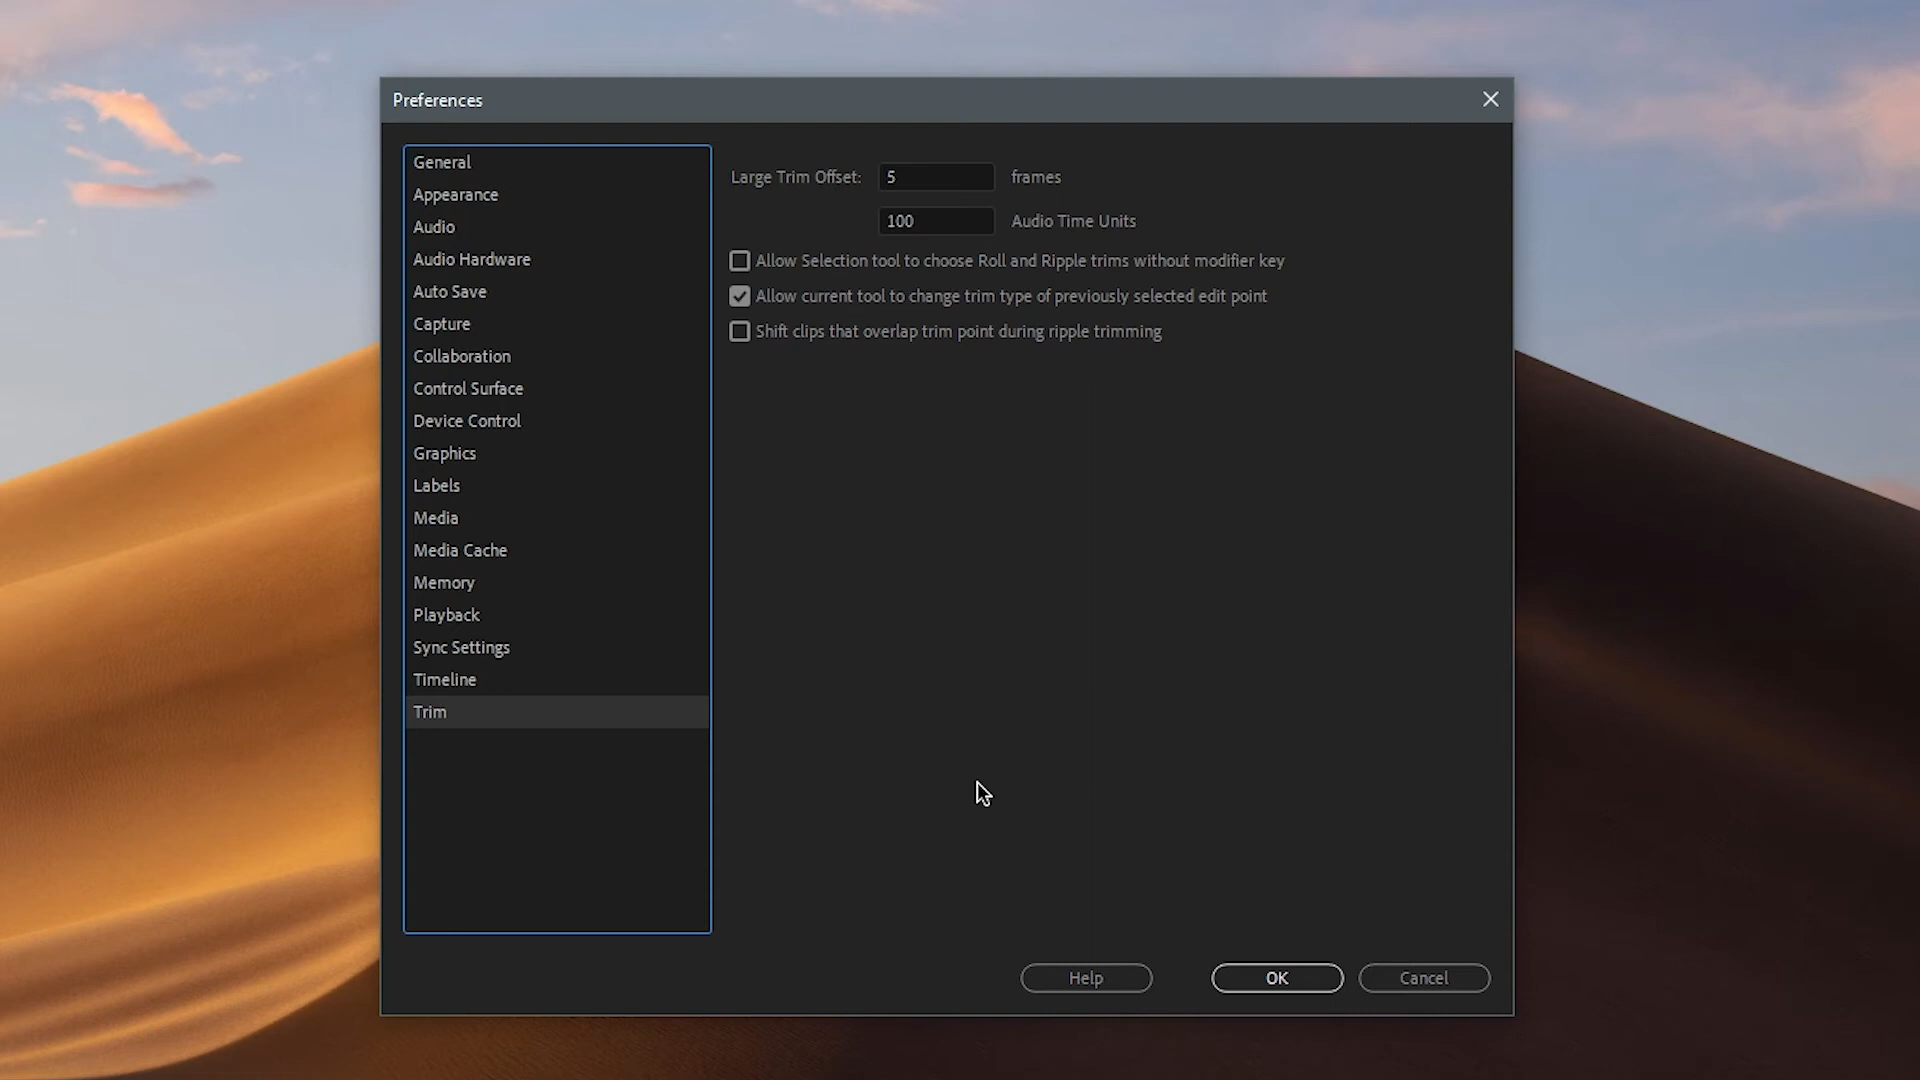 Preferences
General
Appearance
Audio
Audio Hardware
Auto Save
Capture
Collaboration
Control Surface
Device Control
Graphics
Labels
Media
Media Cache
Memory
Playback
Sync Settings
Timeline
Trim
Large Trim Offset: 5 frames
100 Audio Time Units
Allow Selection tool to choose Roll and Ripple trims without modifier key
Allow current tool to change trim type of previously selected edit point
Shift clips that overlap trim point during ripple trimming
Help OK Cancel